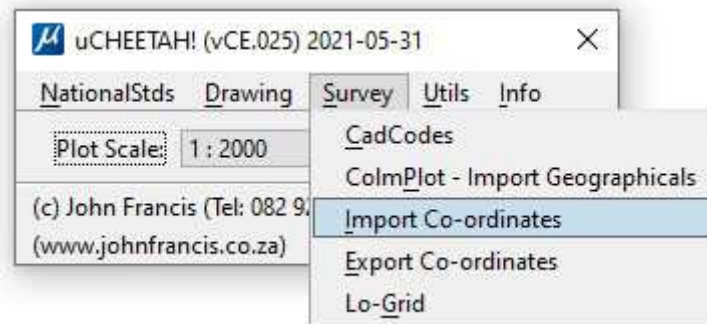 µ uCHEETAH! (vCE.025) 2021-05-31
NationalStds Drawing Survey Utils Info
Plot Scale: 1 : 2000
(c) John Francis (Tel: 082 92
(www.johnfrancis.co.za)
CadCodes
ColmPlot - Import Geographicals
Import Co-ordinates
Export Co-ordinates
Lo-Grid